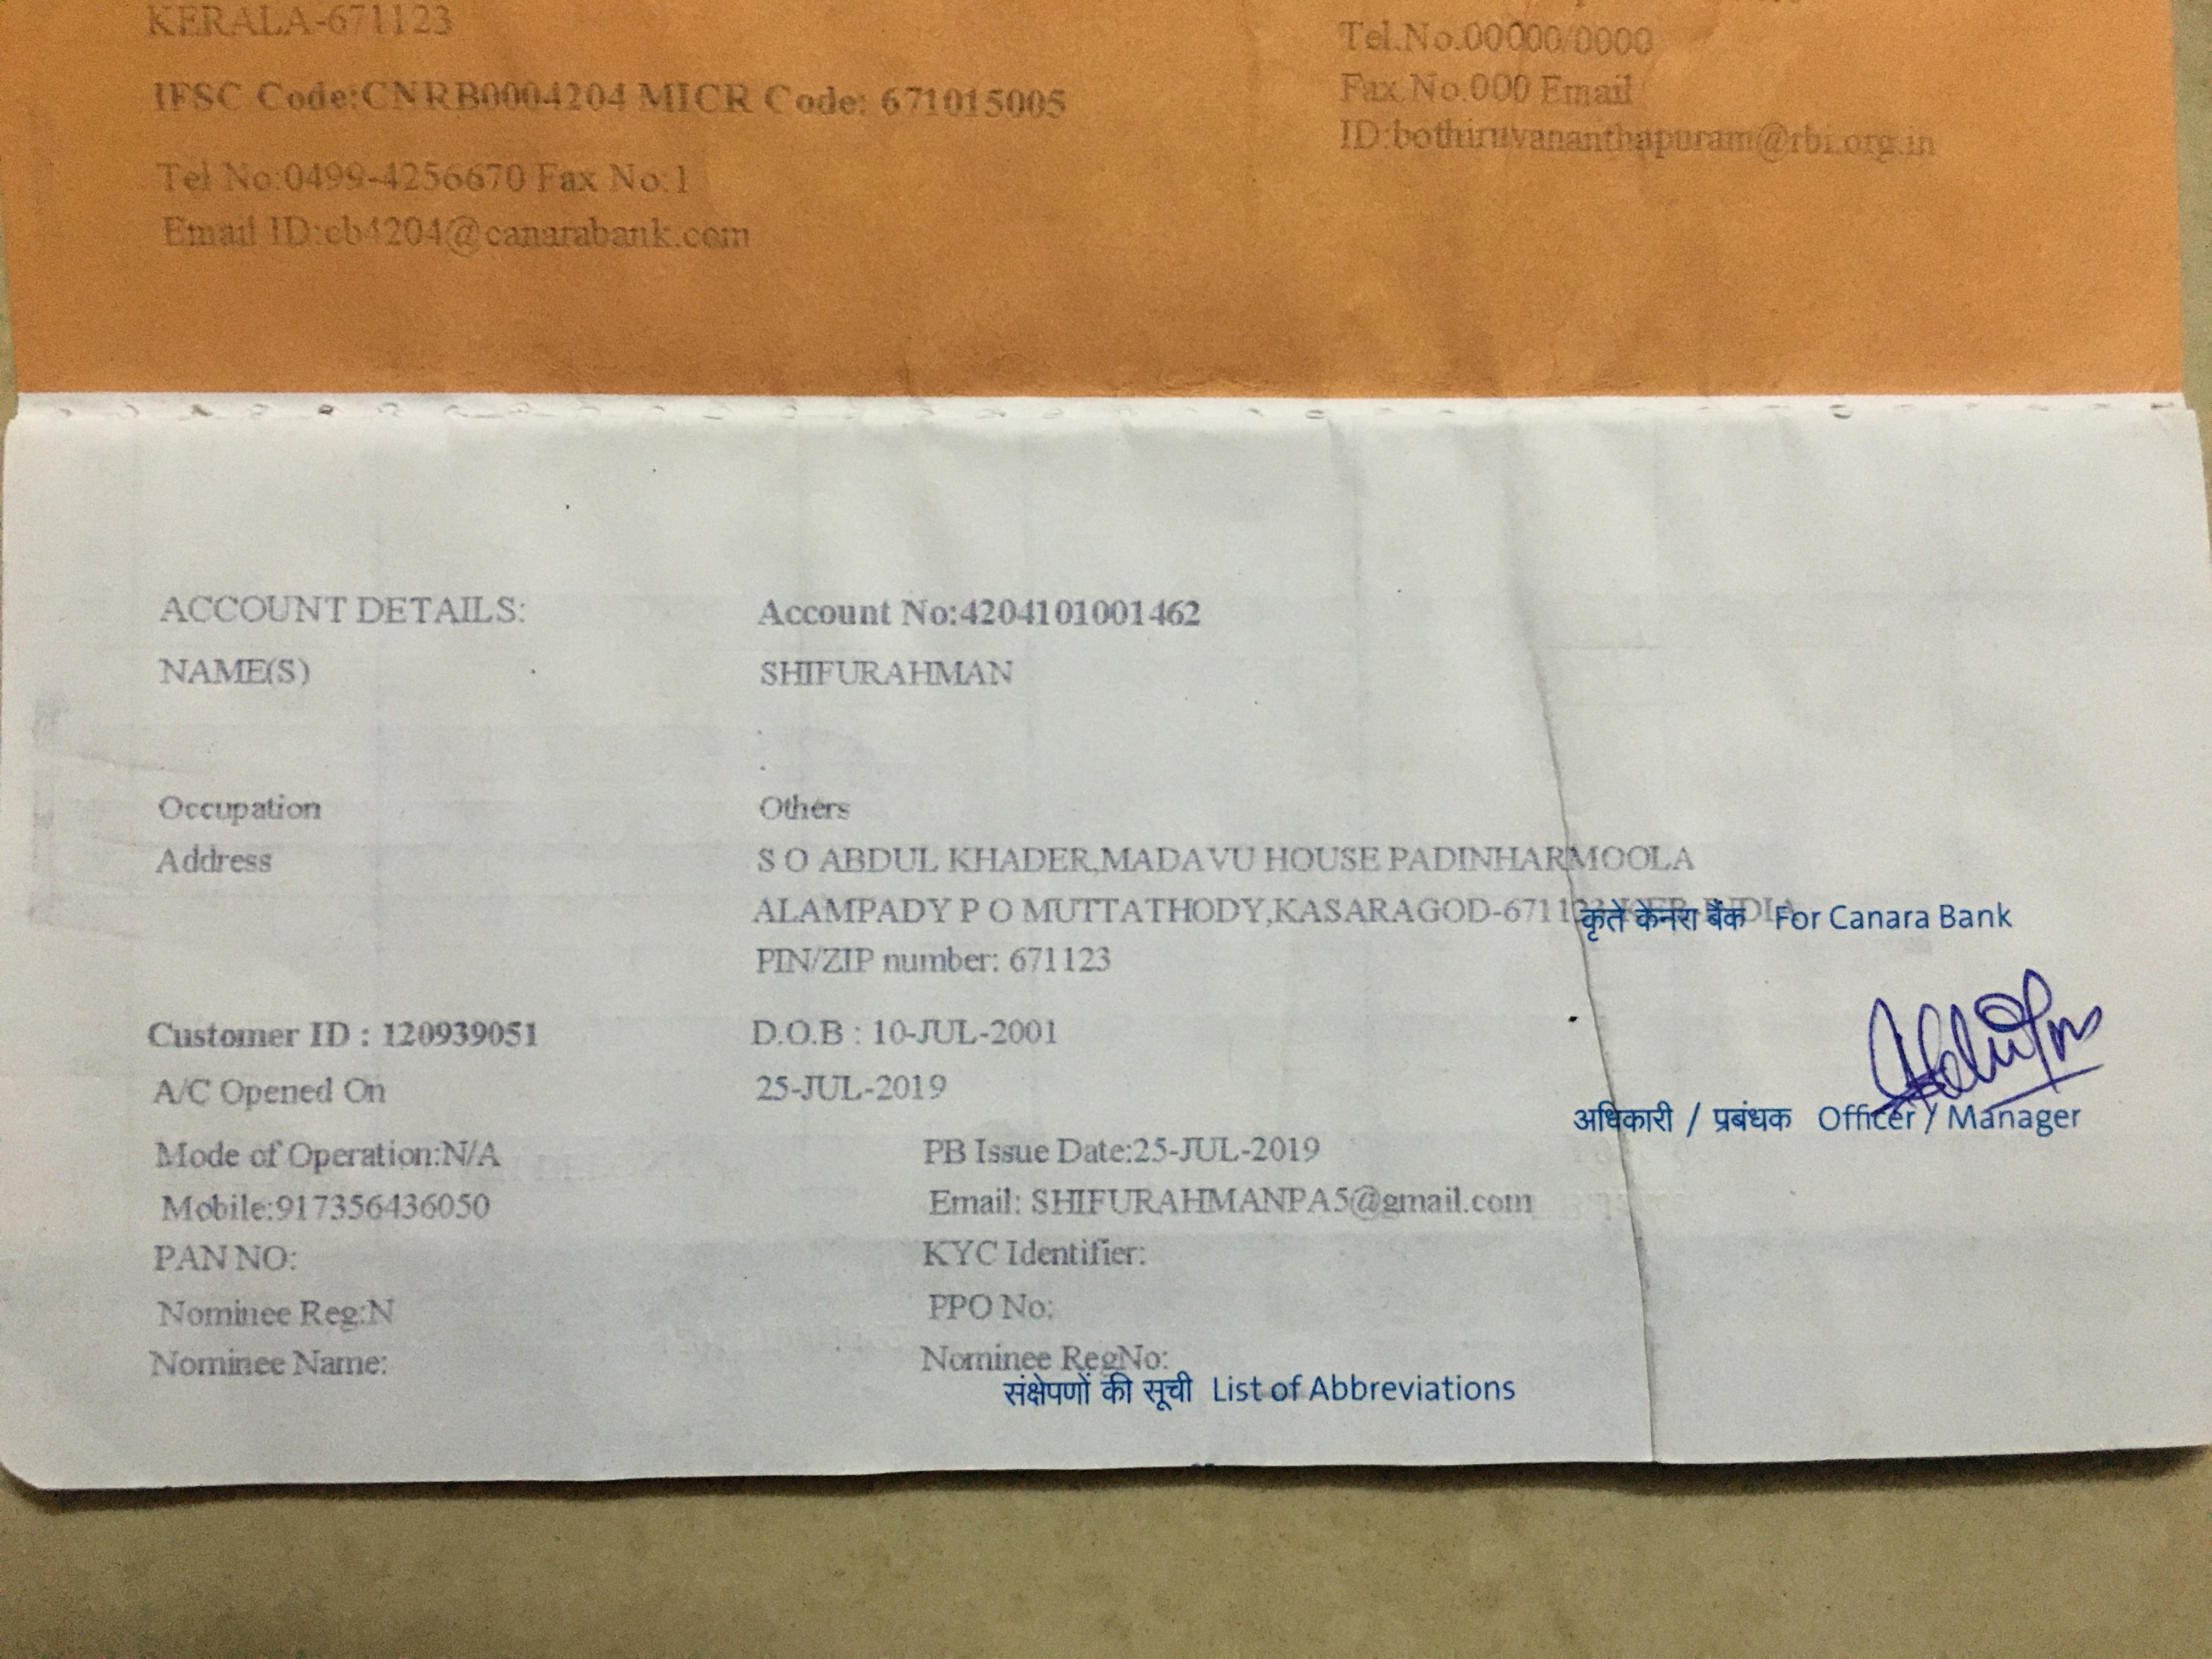 KERALA-671123
Tel.No.00000/0000
IFSC Code:CNRB0004204 MICR Code: 671015005
Fax.No.000 Email
Tel No:0499-4256670 Fax No:1
ID:bothiruvananthapuram@rbi.org.in
Email ID:cb4204@canarabank.com
ACCOUNT DETAILS: Account No:4204101001462
NAME(S) SHIFURAHMAN
Occupation Others
Address S O ABDUL KHADER,MADAVU HOUSE PADINHARMOOLA
ALAMPADY P O MUTTATHODY,KASARAGOD-671123
कृते केनरा बैंक For Canara Bank
PIN/ZIP number: 671123
Customer ID : 120939051 D.O.B : 10-JUL-2001
A/C Opened On 25-JUL-2019
अधिकारी / प्रबंधक Officer / Manager
Mode of Operation:N/A PB Issue Date:25-JUL-2019
Mobile:917356436050 Email: SHIFURAHMANPA5@gmail.com
PAN NO: KYC Identifier:
Nominee Reg:N PPO No:
Nominee Name: Nominee RegNo:
संक्षेपणों की सूची List of Abbreviations